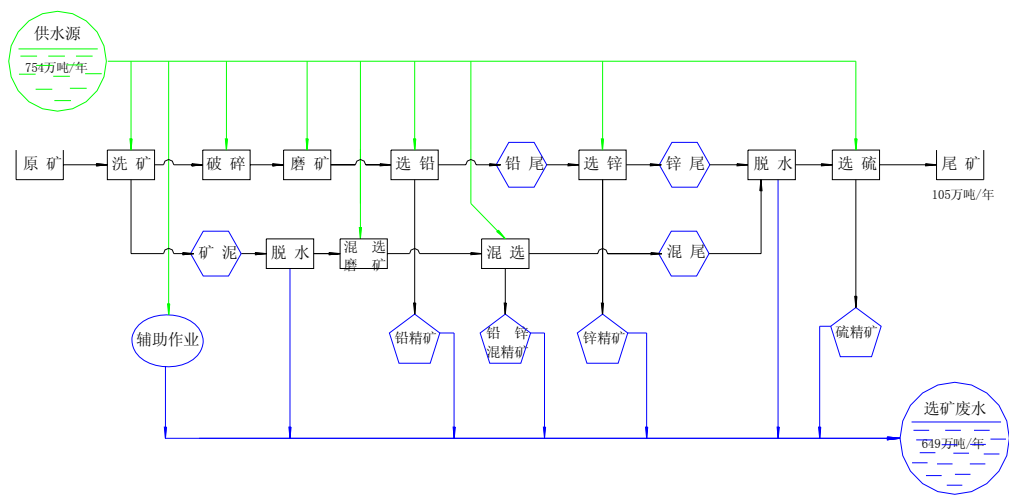 供水源
754万吨/年
原矿
洗矿
破碎
磨矿
选铅
铅尾
选锌
锌尾
脱水
选硫
尾矿
105万吨/年
矿泥
脱水
混选
磨矿
混选
混尾
辅助作业
铅精矿
铅锌
混精矿
锌精矿
硫精矿
选矿废水
649万吨/年